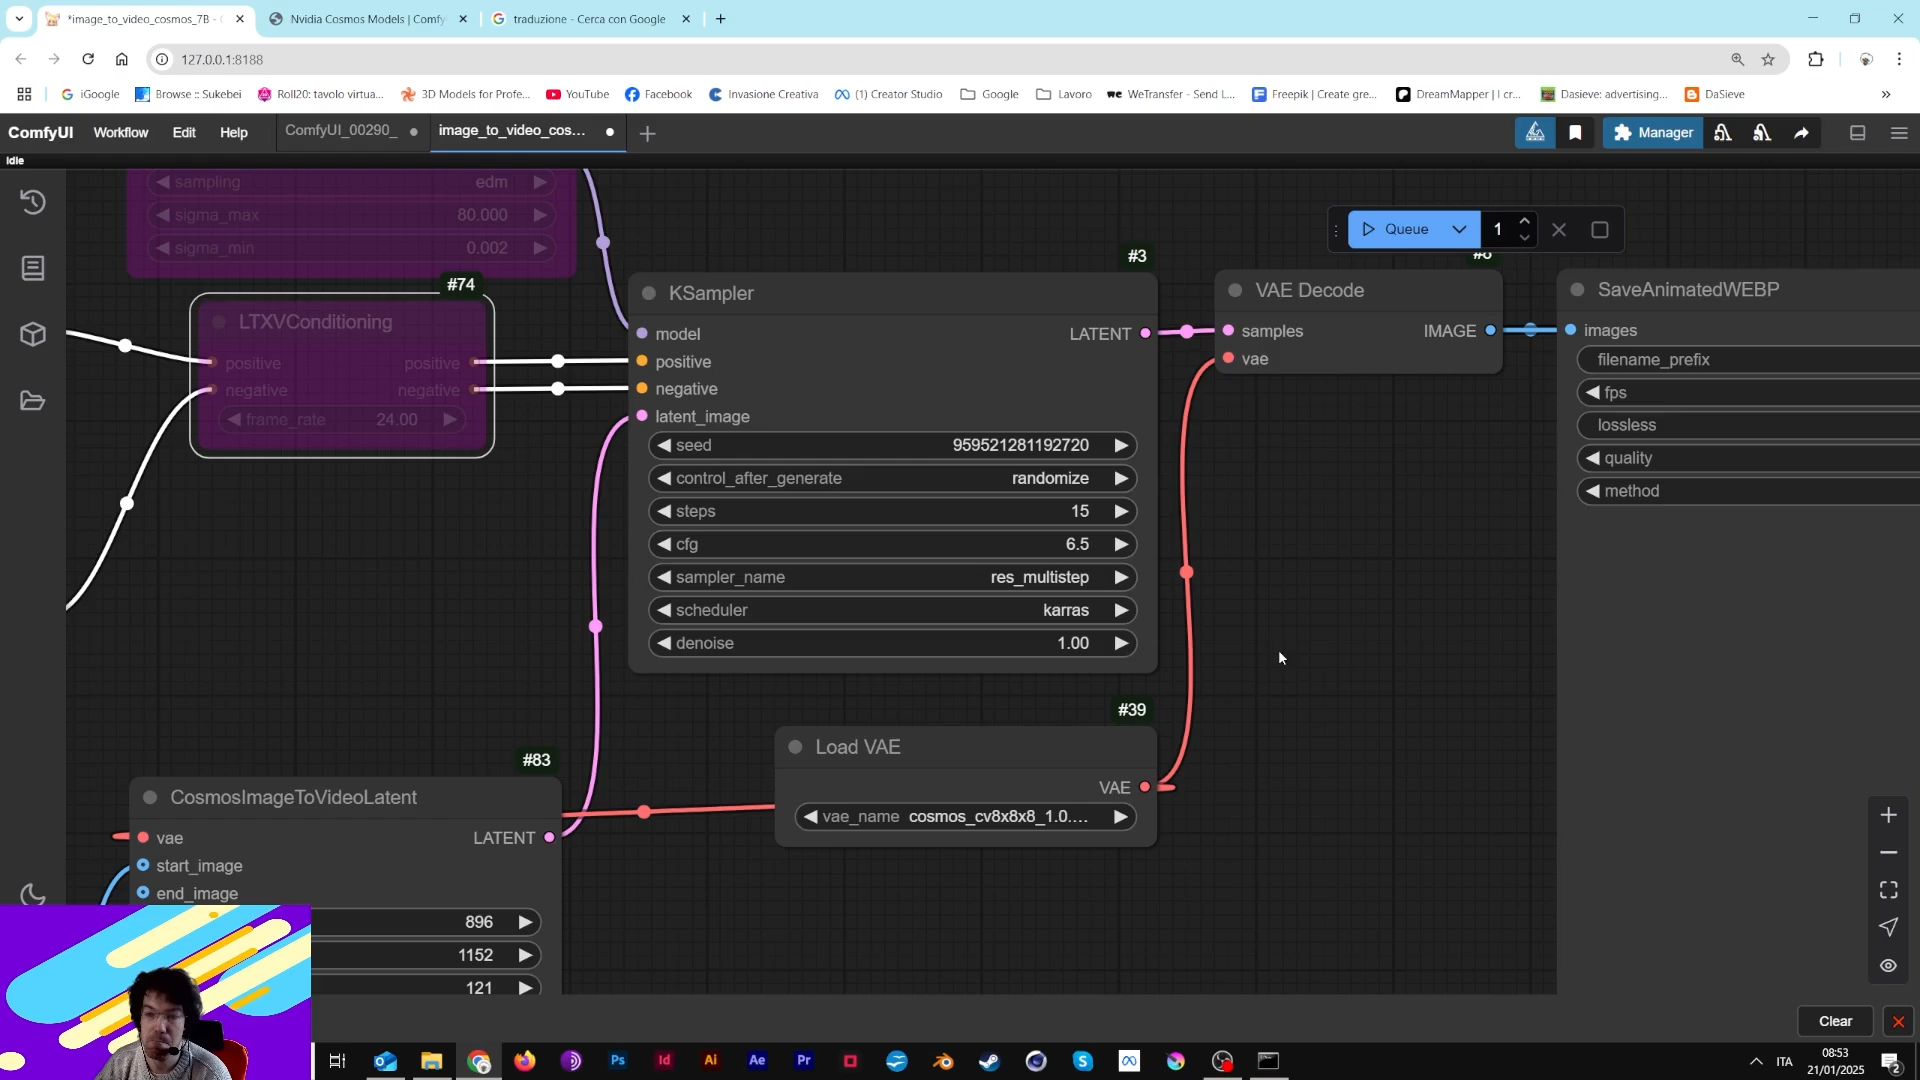 *image_to_video_cosmos_7B -
Nvidia Cosmos Models | Comfy
traduzione - Cerca con Google
127.0.0.1:8188
iGoogle
Browse :: Sukebei
Roll20: tavolo virtua...
3D Models for Profe...
YouTube
Facebook
Invasione Creativa
(1) Creator Studio
Google
Lavoro
WeTransfer - Send L...
Freepik | Create gre...
DreamMapper | I cr...
Dasieve: advertising...
DaSieve
»
ComfyUI
Workflow
Edit
Help
ComfyUI_00290_
image_to_video_cos...
Manager
Idle
sampling edm
sigma_max 80.000
sigma_min 0.002
Queue
1
#74
LTXVConditioning
positive positive
negative negative
frame_rate 24.00
#3
KSampler
model LATENT
positive
negative
latent_image
seed 959521281192720
control_after_generate randomize
steps 15
cfg 6.5
sampler_name res_multistep
scheduler karras
denoise 1.00
VAE Decode
samples IMAGE
vae
SaveAnimatedWEBP
images
filename_prefix
fps
lossless
quality
method
#39
Load VAE
VAE
vae_name cosmos_cv8x8x8_1.0....
#83
CosmosImageToVideoLatent
vae LATENT
start_image
end_image
896
1152
121
Clear
Ps
Id
Ai
Ae
Pr
ITA
08:53
21/01/2025
2